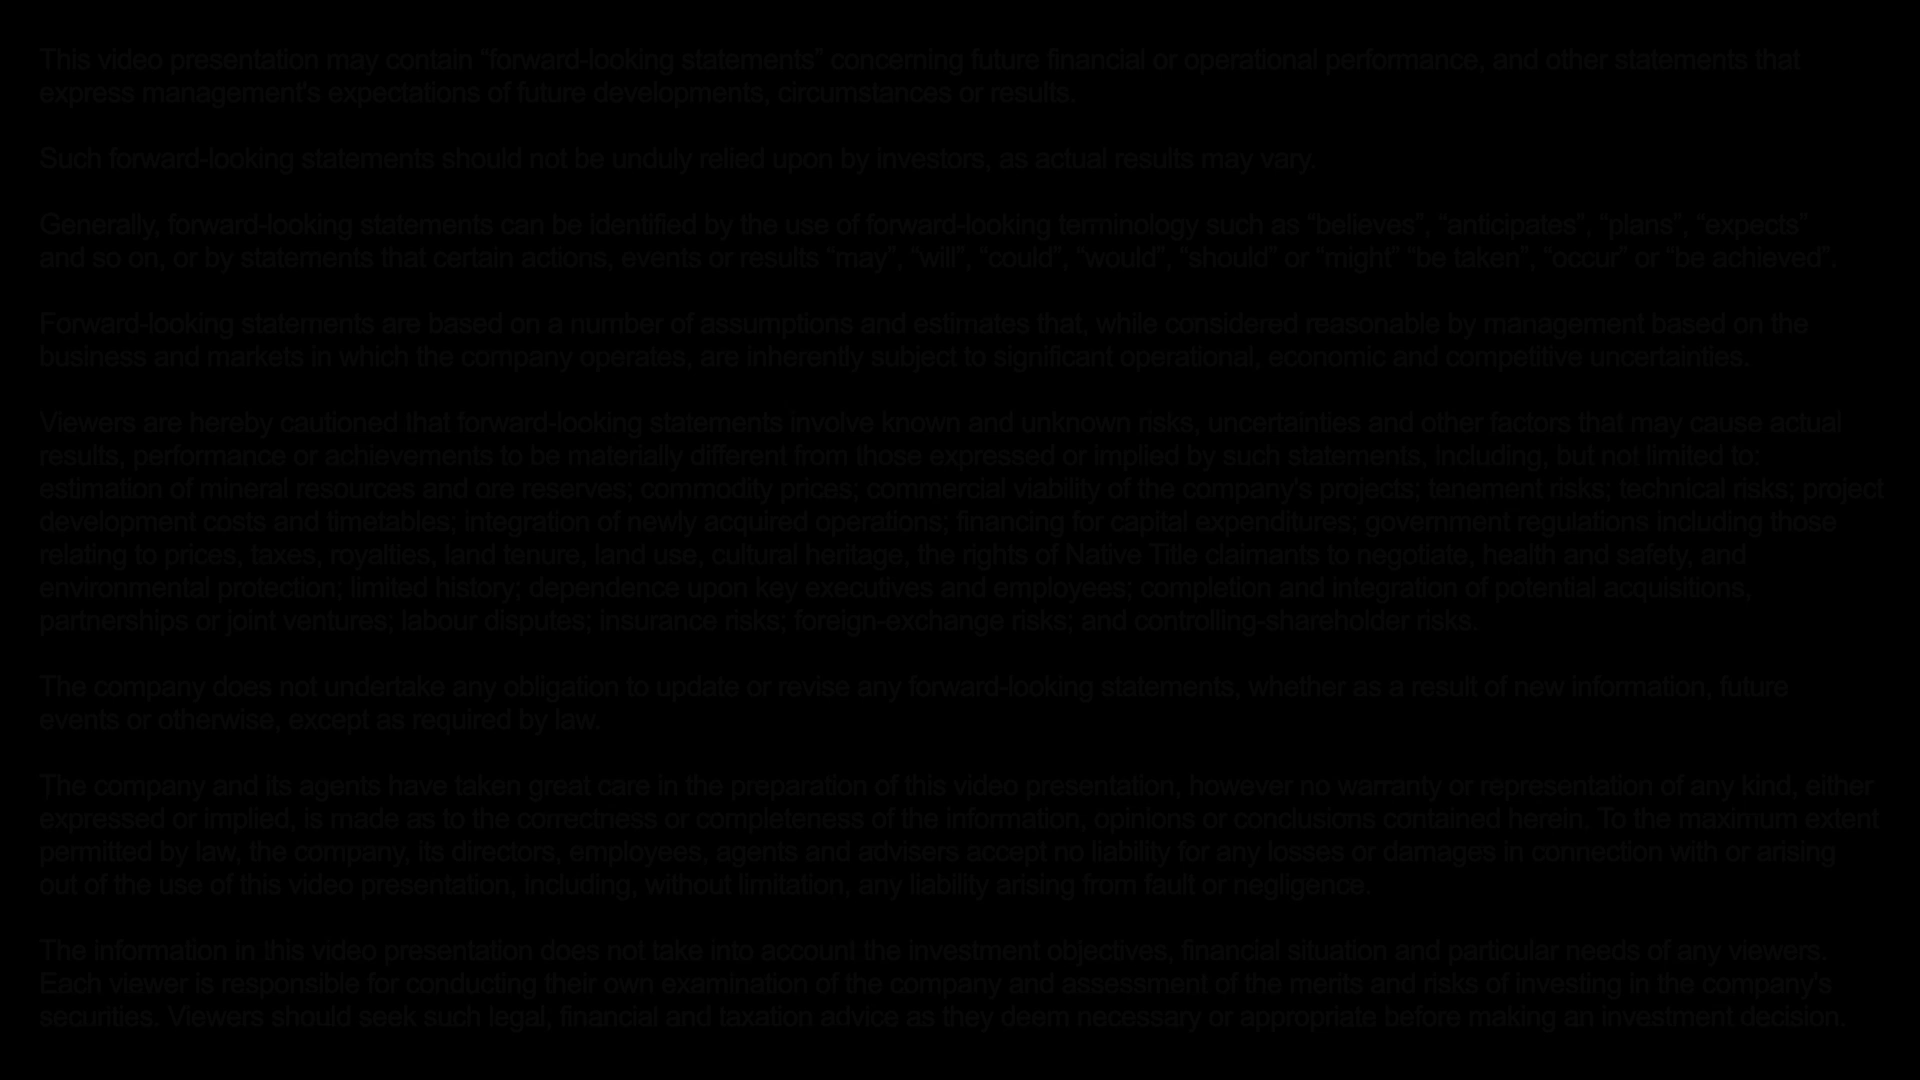 This video presentation may contain “forward-looking statements” concerning future financial or operational performance, and other statements that
express management's expectations of future developments, circumstances or results.
Such forward-looking statements should not be unduly relied upon by investors, as actual results may vary.
Generally, forward-looking statements can be identified by the use of forward-looking terminology such as “believes”, “anticipates”, “plans”, “expects”
and so on, or by statements that certain actions, events or results “may”, “will”, “could”, “would”, “should” or “might” “be taken”, “occur” or “be achieved”.
Forward-looking statements are based on a number of assumptions and estimates that, while considered reasonable by management based on the
business and markets in which the company operates, are inherently subject to significant operational, economic and competitive uncertainties.
Viewers are hereby cautioned that forward-looking statements involve known and unknown risks, uncertainties and other factors that may cause actual
results, performance or achievements to be materially different from those expressed or implied by such statements, including, but not limited to:
estimation of mineral resources and ore reserves; commodity prices; commercial viability of the company's projects; tenement risks; technical risks; project
development costs and timetables; integration of newly acquired operations; financing for capital expenditures; government regulations including those
relating to prices, taxes, royalties, land tenure, land use, cultural heritage, the rights of Native Title claimants to negotiate, health and safety, and
environmental protection; limited history; dependence upon key executives and employees; completion and integration of potential acquisitions,
partnerships or joint ventures; labour disputes; insurance risks; foreign-exchange risks; and controlling-shareholder risks.
The company does not undertake any obligation to update or revise any forward-looking statements, whether as a result of new information, future
events or otherwise, except as required by law.
The company and its agents have taken great care in the preparation of this video presentation, however no warranty or representation of any kind, either
expressed or implied, is made as to the correctness or completeness of the information, opinions or conclusions contained herein. To the maximum extent
permitted by law, the company, its directors, employees, agents and advisers accept no liability for any losses or damages in connection with or arising
out of the use of this video presentation, including, without limitation, any liability arising from fault or negligence.
The information in this video presentation does not take into account the investment objectives, financial situation and particular needs of any viewers.
Each viewer is responsible for conducting their own examination of the company and assessment of the merits and risks of investing in the company's
securities. Viewers should seek such legal, financial and taxation advice as they deem necessary or appropriate before making an investment decision.